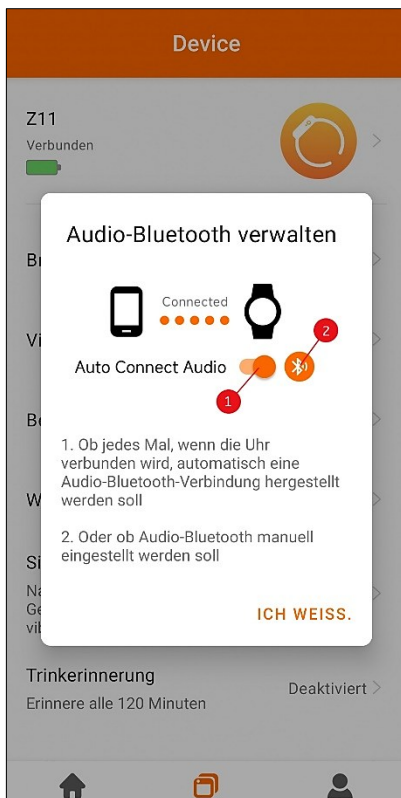 Device
Z11
Verbunden
Audio-Bluetooth verwalten
Connected
Auto Connect Audio
2
1
1. Ob jedes Mal, wenn die Uhr
verbunden wird, automatisch eine
Audio-Bluetooth-Verbindung hergestellt
werden soll
2. Oder ob Audio-Bluetooth manuell
eingestellt werden soll
ICH WEISS.
Trinkerinnerung
Erinnere alle 120 Minuten
Deaktiviert